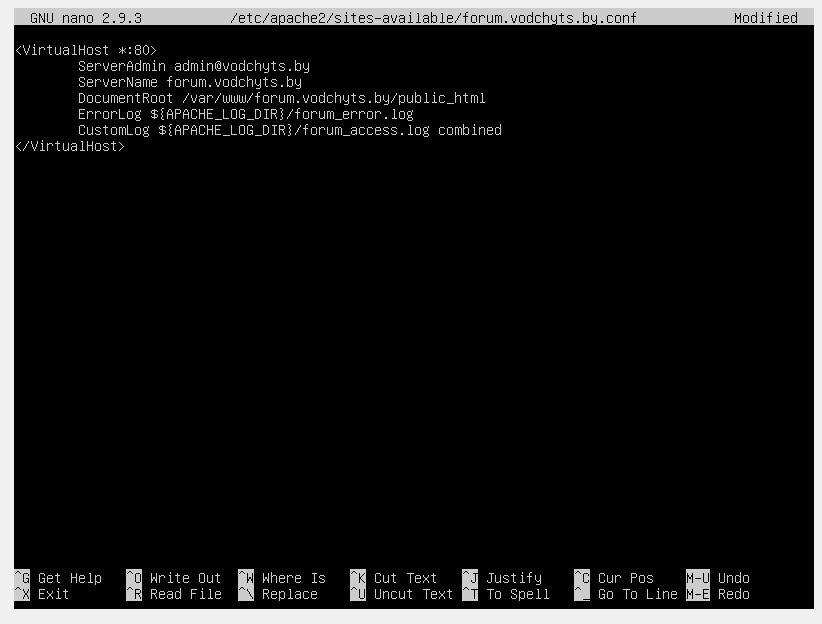 GNU nano 2.9.3 /etc/apache2/sites-available/forum.vodchyts.by.conf Modified
<VirtualHost *:80>
ServerAdmin admin@vodchyts.by
ServerName forum.vodchyts.by
DocumentRoot /var/www/forum.vodchyts.by/public_html
ErrorLog ${APACHE_LOG_DIR}/forum_error.log
CustomLog ${APACHE_LOG_DIR}/forum_access.log combined
</VirtualHost>
^G Get Help ^O Write Out ^W Where Is ^K Cut Text ^J Justify ^C Cur Pos M-U Undo
^X Exit ^R Read File ^\ Replace ^U Uncut Text ^T To Spell ^_ Go To Line M-E Redo